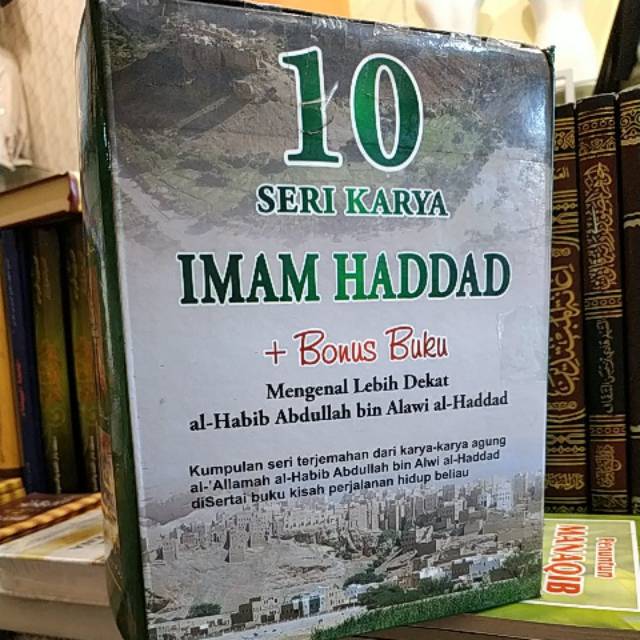 10
SERI KARYA
IMAM HADDAD
+ Bonus Buku
Mengenal Lebih Dekat
al-Habib Abdullah bin Alawi al-Haddad
Kumpulan seri terjemahan dari karya-karya agung
al-'Allamah al-Habib Abdullah bin Alwi al-Haddad
diSertai buku kisah perjalanan hidup beliau
Penuntun
MANAQIB